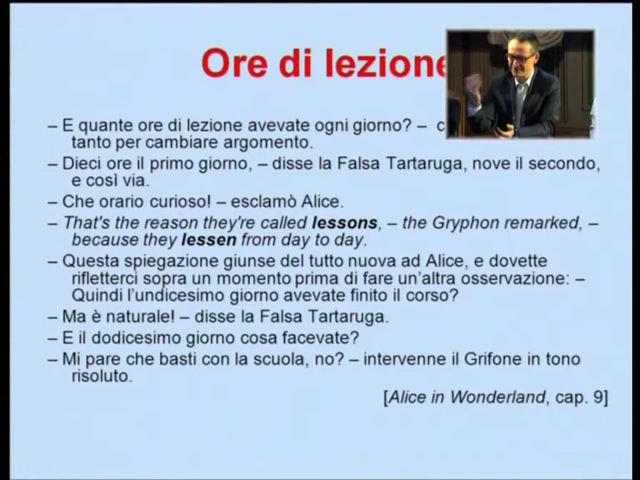 Ore di lezione
– E quante ore di lezione avevate ogni giorno? –
tanto per cambiare argomento.
– Dieci ore il primo giorno, – disse la Falsa Tartaruga, nove il secondo,
e così via.
– Che orario curioso! – esclamò Alice.
– That's the reason they're called lessons, – the Gryphon remarked, –
because they lessen from day to day.
– Questa spiegazione giunse del tutto nuova ad Alice, e dovette
rifletterci sopra un momento prima di fare un'altra osservazione: –
Quindi l'undicesimo giorno avevate finito il corso?
– Ma è naturale! – disse la Falsa Tartaruga.
– E il dodicesimo giorno cosa facevate?
– Mi pare che basti con la scuola, no? – intervenne il Grifone in tono
risoluto.
[Alice in Wonderland, cap. 9]